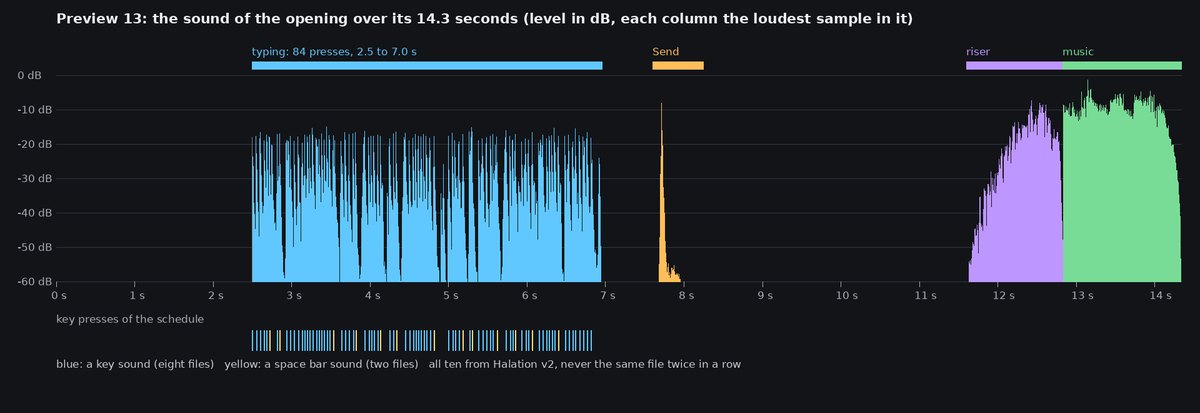 Preview 13: the sound of the opening over its 14.3 seconds (level in dB, each column the loudest sample in it)
typing: 84 presses, 2.5 to 7.0 s
Send
riser
music
0 dB
-10 dB
-20 dB
-30 dB
-40 dB
-50 dB
-60 dB
0 s
1 s
2 s
3 s
4 s
5 s
6 s
7 s
8 s
9 s
10 s
11 s
12 s
13 s
14 s
key presses of the schedule
blue: a key sound (eight files)   yellow: a space bar sound (two files)   all ten from Halation v2, never the same file twice in a row